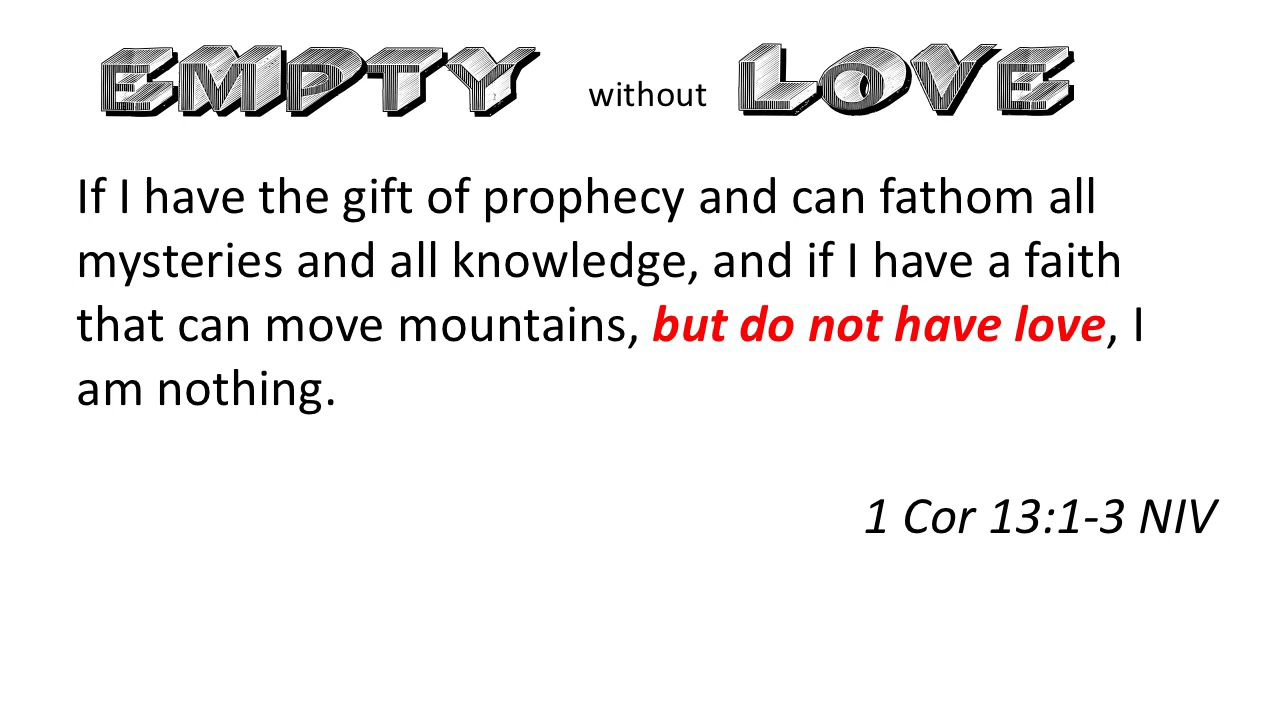 EMPTY without LOVE
If I have the gift of prophecy and can fathom all
mysteries and all knowledge, and if I have a faith
that can move mountains, but do not have love, I
am nothing.
1 Cor 13:1-3 NIV